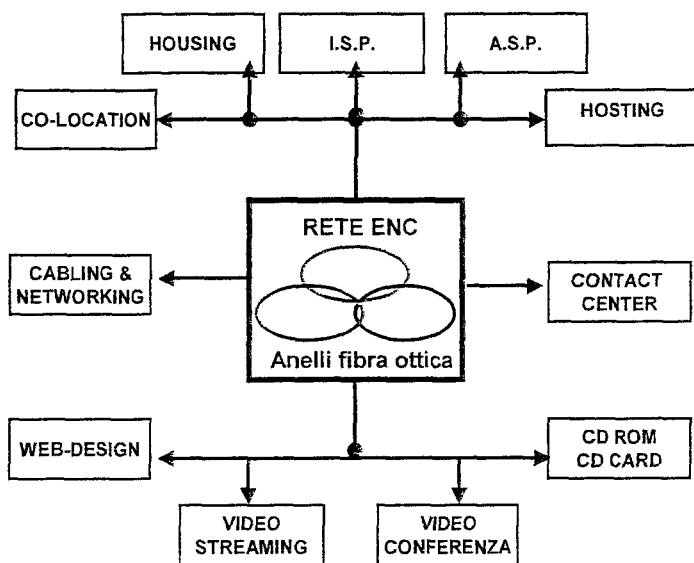 HOUSING
I.S.P.
A.S.P.
CO-LOCATION
HOSTING
RETE ENC
Anelli fibra ottica
CABLING &
NETWORKING
CONTACT
CENTER
WEB-DESIGN
CD ROM
CD CARD
VIDEO
STREAMING
VIDEO
CONFERENZA